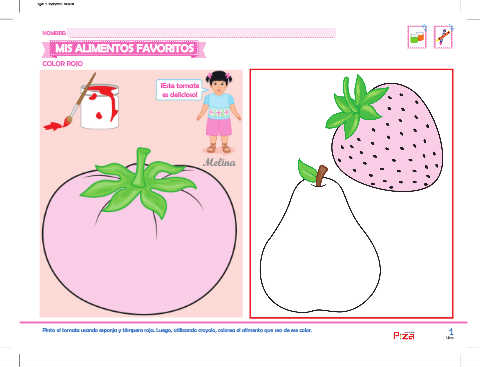 NOMBRE:
MIS ALIMENTOS FAVORITOS
COLOR ROJO
¡Este tomate
es delicioso!
Melina
Pinta el tomate usando esponja y témpera roja. Luego, utilizando crayola, colorea el alimento que sea de ese color.
1